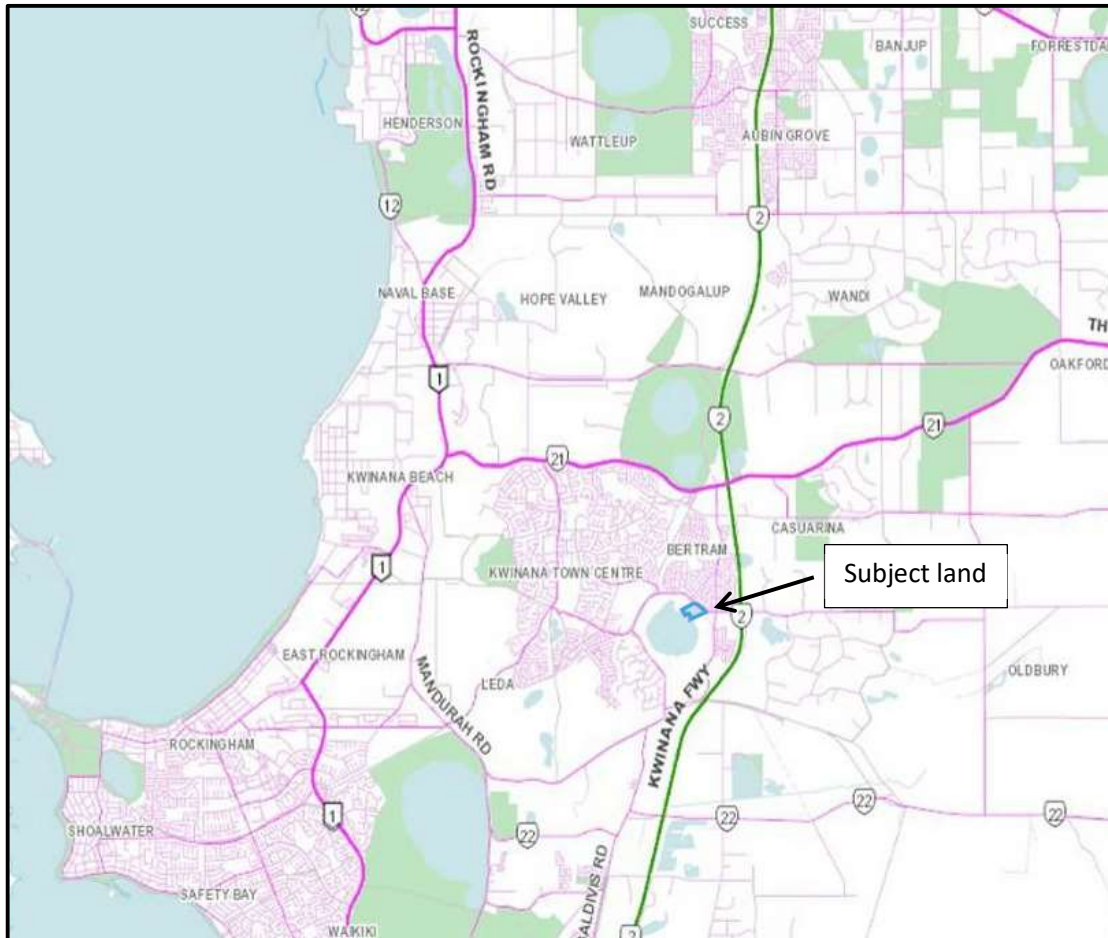 12
SUCCESS
BANJUP
FORRESTDA
ROCKINGHAM RD
HENDERSON
WATTLEUP
AUBIN GROVE
12
2
NAVAL BASE
HOPE VALLEY
MANDOGALUP
WANDI
TH
OAKFORD
1
2
21
21
KWINANA BEACH
CASUARINA
BERTRAM
KWINANA TOWN CENTRE
Subject land
1
2
EAST ROCKINGHAM
MANDURAH RD
LEDA
KWINANA FWY
OLDBURY
ROCKINGHAM
SHOALWATER
1
22
22
22
22
SAFETY BAY
ALDIVIS RD
WAIKIKI
2